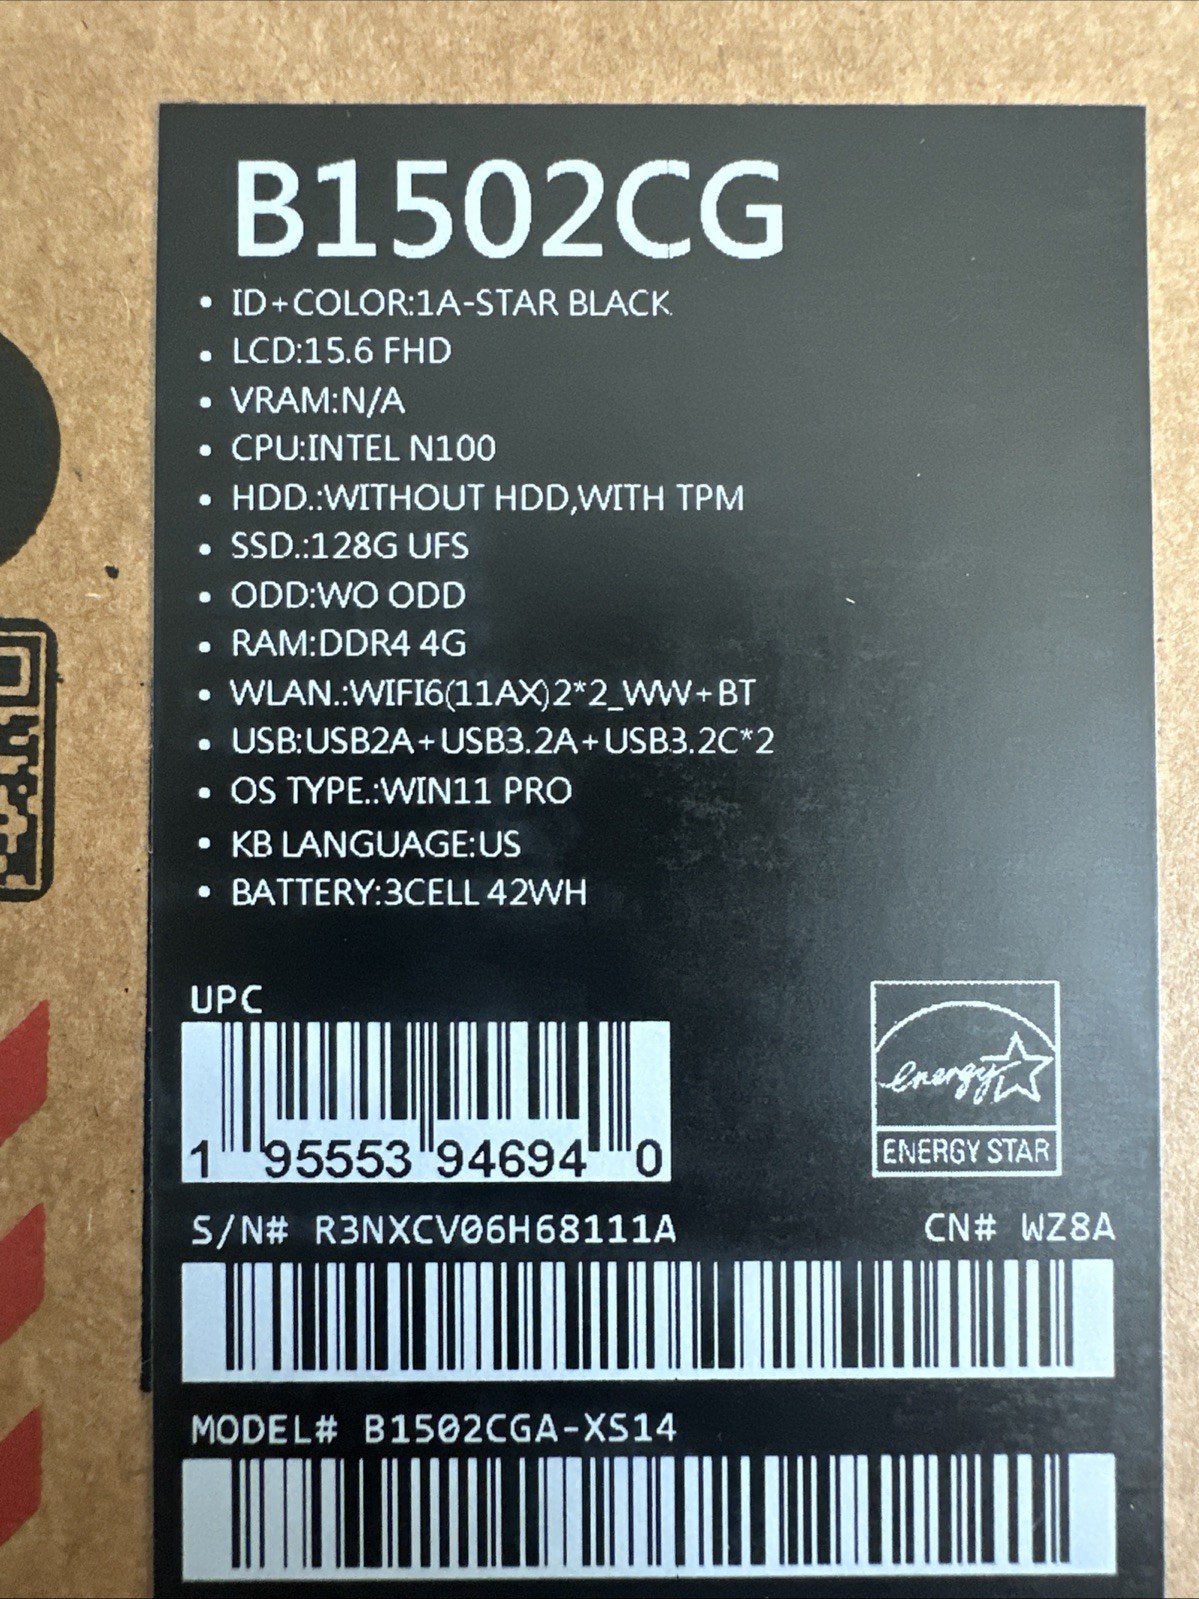 B1502CG
• ID+COLOR:1A-STAR BLACK
• LCD:15.6 FHD
• VRAM:N/A
• CPU:INTEL N100
• HDD.:WITHOUT HDD,WITH TPM
• SSD.:128G UFS
• ODD:WO ODD
• RAM:DDR4 4G
• WLAN.:WIFI6(11AX)2*2_WW+BT
• USB:USB2A+USB3.2A+USB3.2C*2
• OS TYPE.:WIN11 PRO
• KB LANGUAGE:US
• BATTERY:3CELL 42WH
UPC
1 95553 94694 0
energy
ENERGY STAR
S/N# R3NXCV06H68111A CN# WZ8A
MODEL# B1502CGA-XS14